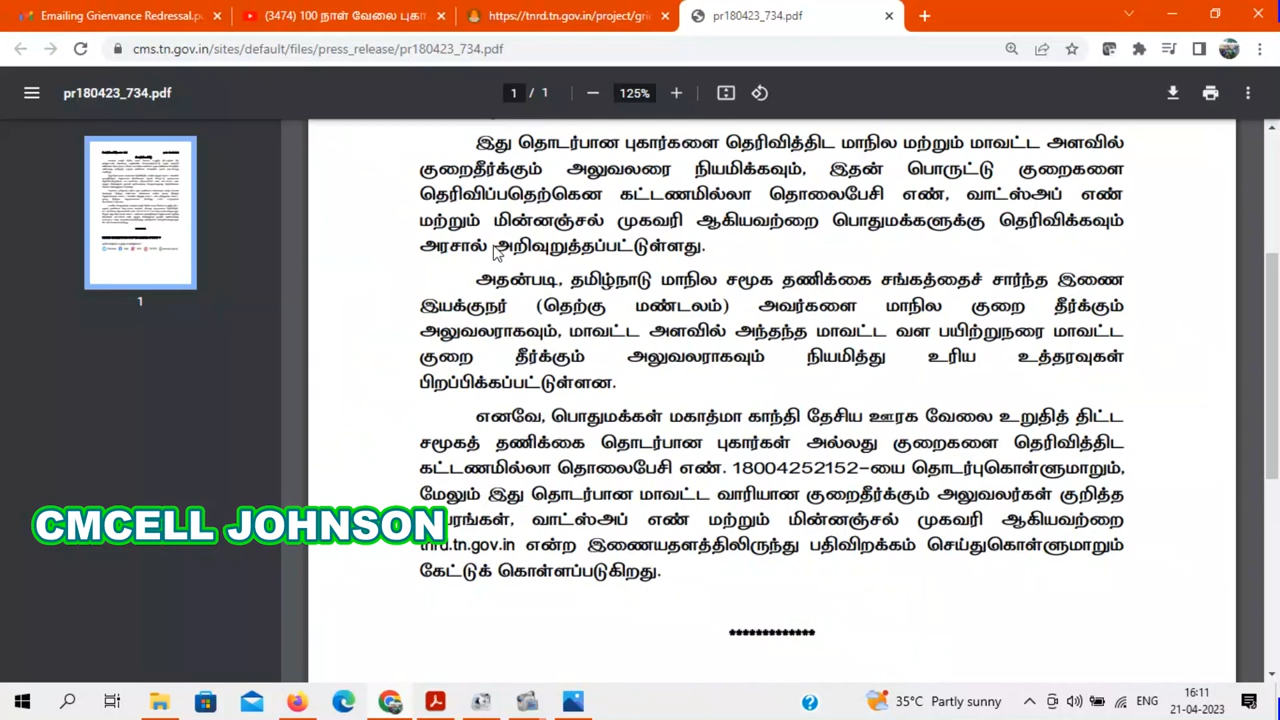 Emailing Grienvance Redressal.p
(3474) 100 நாள் வேலை புகா
https://tnrd.tn.gov.in/project/gri
pr180423_734.pdf
cms.tn.gov.in/sites/default/files/press_release/pr180423_734.pdf
pr180423_734.pdf
1 / 1
125%
இது தொடர்பான புகார்களை தெரிவித்திட மாநில மற்றும் மாவட்ட அளவில்
குறைதீர்க்கும் அலுவலரை நியமிக்கவும், இதன் பொருட்டு குறைகளை
தெரிவிப்பதெற்கென கட்டணமில்லா தொலைபேசி எண், வாட்ஸ்அப் எண்
மற்றும் மின்னஞ்சல் முகவரி ஆகியவற்றை பொதுமக்களுக்கு தெரிவிக்கவும்
அரசால் அறிவுறுத்தப்பட்டுள்ளது.
அதன்படி, தமிழ்நாடு மாநில சமூக தணிக்கை சங்கத்தைச் சார்ந்த இணை
இயக்குநர் (தெற்கு மண்டலம்) அவர்களை மாநில குறை தீர்க்கும்
அலுவலராகவும், மாவட்ட அளவில் அந்தந்த மாவட்ட வள பயிற்றுநரை மாவட்ட
குறை தீர்க்கும் அலுவலராகவும் நியமித்து உரிய உத்தரவுகள்
பிறப்பிக்கப்பட்டுள்ளன.
எனவே, பொதுமக்கள் மகாத்மா காந்தி தேசிய ஊரக வேலை உறுதித் திட்ட
சமூகத் தணிக்கை தொடர்பான புகார்கள் அல்லது குறைகளை தெரிவித்திட
கட்டணமில்லா தொலைபேசி எண். 18004252152-யை தொடர்புகொள்ளுமாறும்,
மேலும் இது தொடர்பான மாவட்ட வாரியான குறைதீர்க்கும் அலுவலர்கள் குறித்த
பரங்கள், வாட்ஸ்அப் எண் மற்றும் மின்னஞ்சல் முகவரி ஆகியவற்றை
tnrd.tn.gov.in என்ற இணையதளத்திலிருந்து பதிவிறக்கம் செய்துகொள்ளுமாறும்
கேட்டுக் கொள்ளப்படுகிறது.
*************
1
CMCELL JOHNSON
35°C Partly sunny
ENG
16:11
21-04-2023